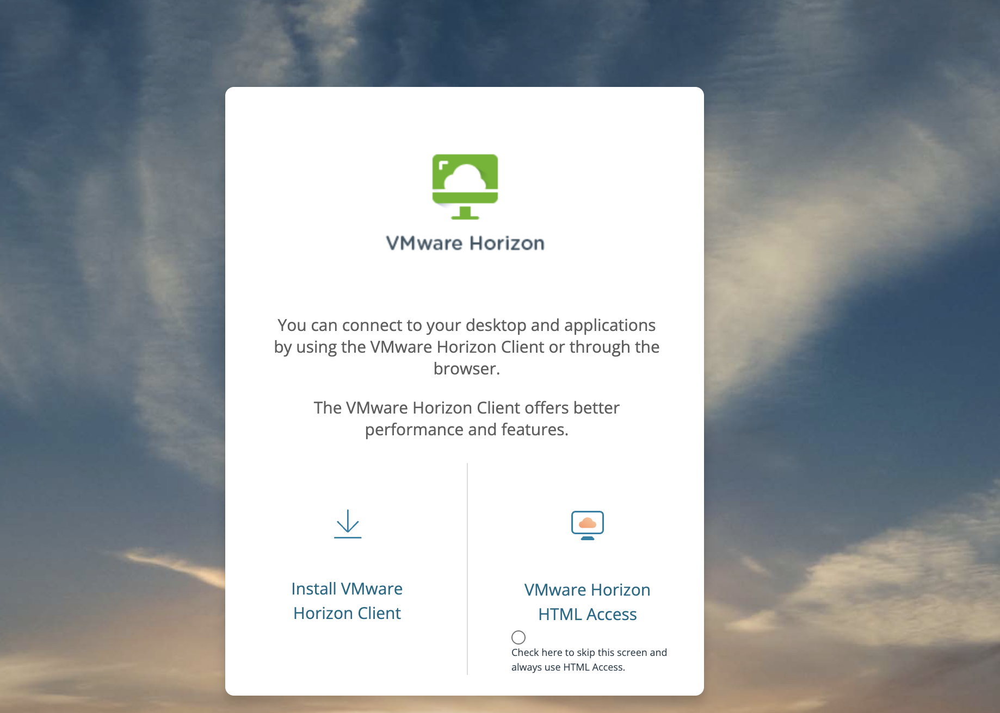 VMware Horizon
You can connect to your desktop and applications
by using the VMware Horizon Client or through the
browser.
The VMware Horizon Client offers better
performance and features.
Install VMware
Horizon Client
VMware Horizon
HTML Access
Check here to skip this screen and
always use HTML Access.